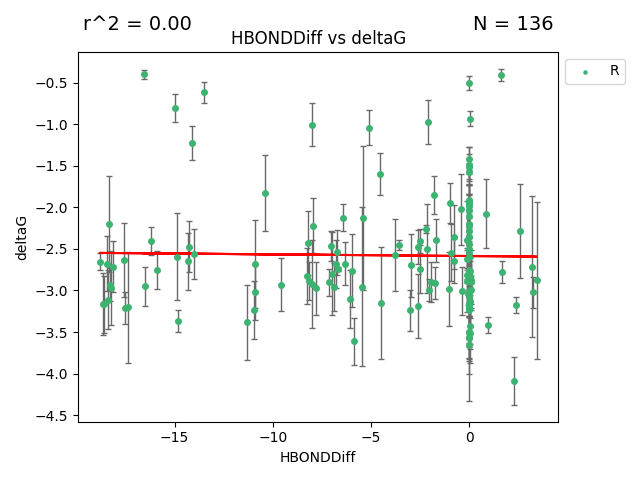 r^2 = 0.00
N = 136
HBONDDiff vs deltaG
R
−0.5
−1.0
−1.5
−2.0
−2.5
−3.0
−3.5
−4.0
−4.5
deltaG
−15
−10
−5
0
HBONDDiff